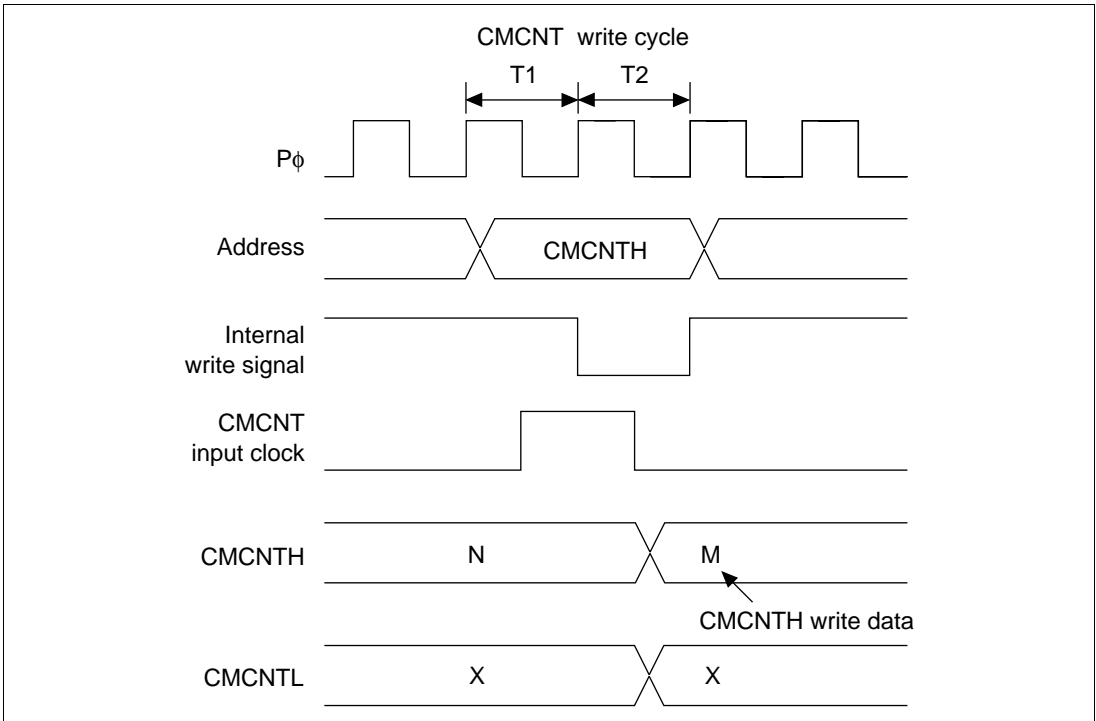 CMCNT write cycle
T1 T2
Pϕ
Address CMCNTH
Internal
write signal
CMCNT
input clock
CMCNTH N M
CMCNTH write data
CMCNTL X X